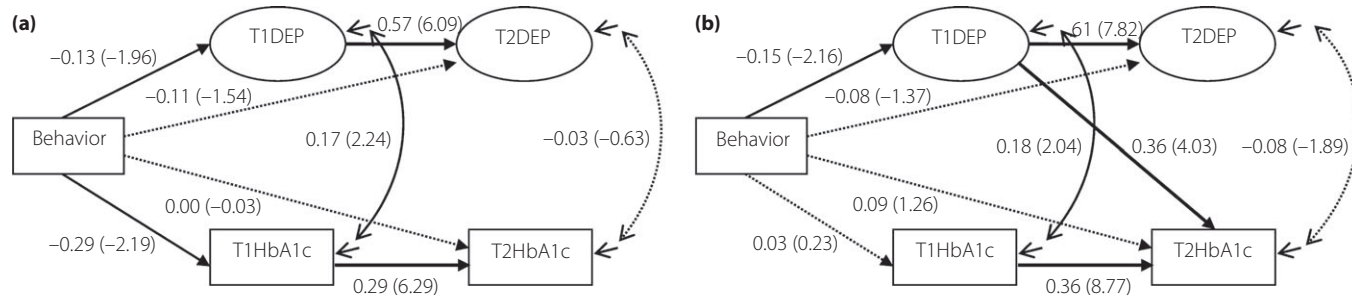 (a)
T1DEP
0.57 (6.09)
T2DEP
−0.13 (−1.96)
−0.11 (−1.54)
Behavior
0.17 (2.24)
−0.03 (−0.63)
0.00 (−0.03)
−0.29 (−2.19)
T1HbA1c
T2HbA1c
0.29 (6.29)
(b)
T1DEP
61 (7.82)
T2DEP
−0.15 (−2.16)
−0.08 (−1.37)
Behavior
0.18 (2.04)
0.36 (4.03)
−0.08 (−1.89)
0.09 (1.26)
0.03 (0.23)
T1HbA1c
T2HbA1c
0.36 (8.77)